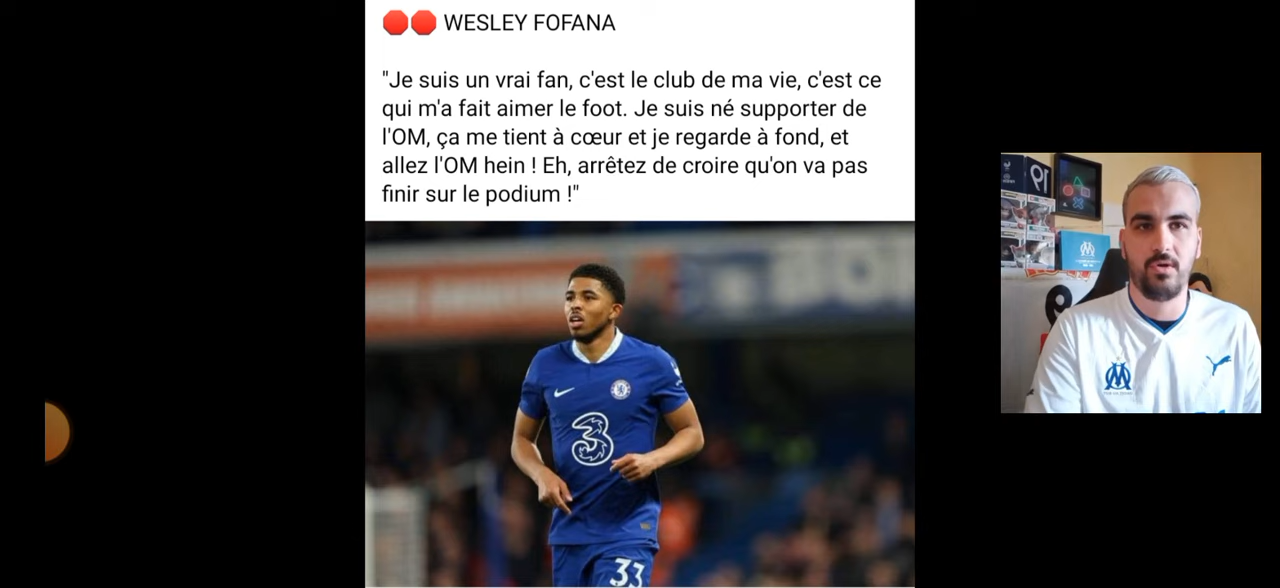 WESLEY FOFANA
"Je suis un vrai fan, c'est le club de ma vie, c'est ce
qui m'a fait aimer le foot. Je suis né supporter de
l'OM, ça me tient à cœur et je regarde à fond, et
allez l'OM hein ! Eh, arrêtez de croire qu'on va pas
finir sur le podium !"
3
33